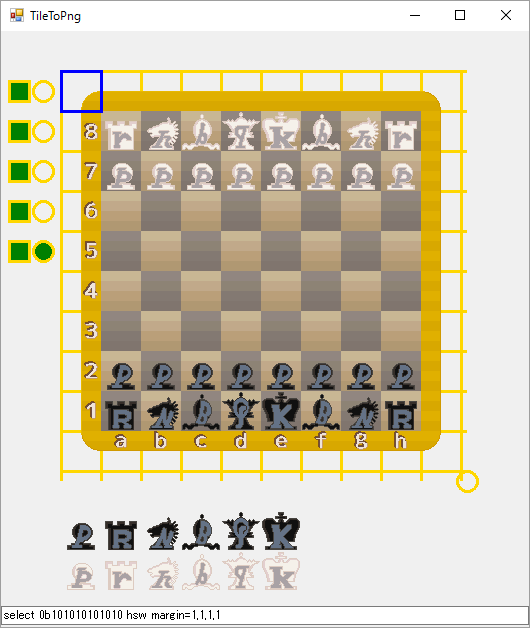 TileToPng
8 r h b q k b h r
7 p p p p p p p p
6
5
4
3
2 P P P P P P P P
1 R N B Q K B N R
a b c d e f g h
P R N B Q K
p r h b q k
select 0b101010101010 hsw margin=1,1,1,1